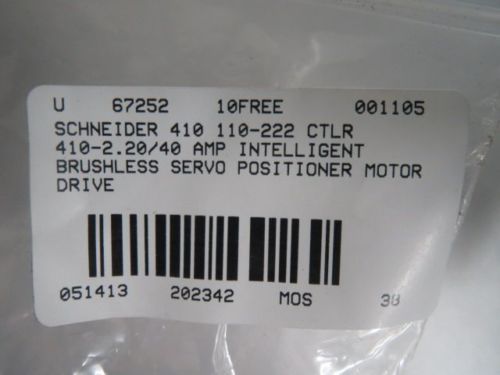 U 67252 10FREE 001105
SCHNEIDER 410 110-222 CTLR
410-2.20/40 AMP INTELLIGENT
BRUSHLESS SERVO POSITIONER MOTOR
DRIVE
051413 202342 MOS 3U